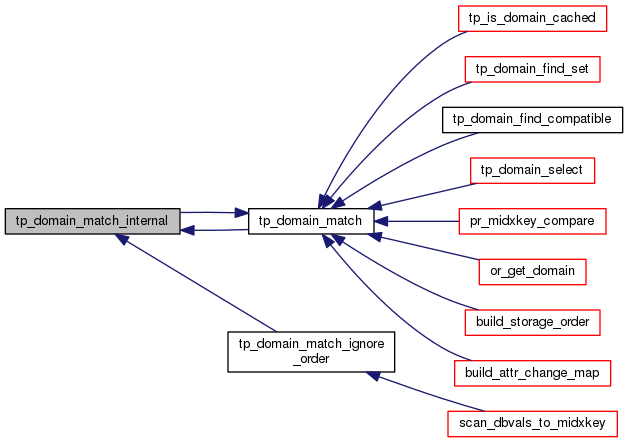 tp_is_domain_cached
tp_domain_find_set
tp_domain_find_compatible
tp_domain_select
tp_domain_match_internal
tp_domain_match
pr_midxkey_compare
or_get_domain
build_storage_order
tp_domain_match_ignore
_order
build_attr_change_map
scan_dbvals_to_midxkey